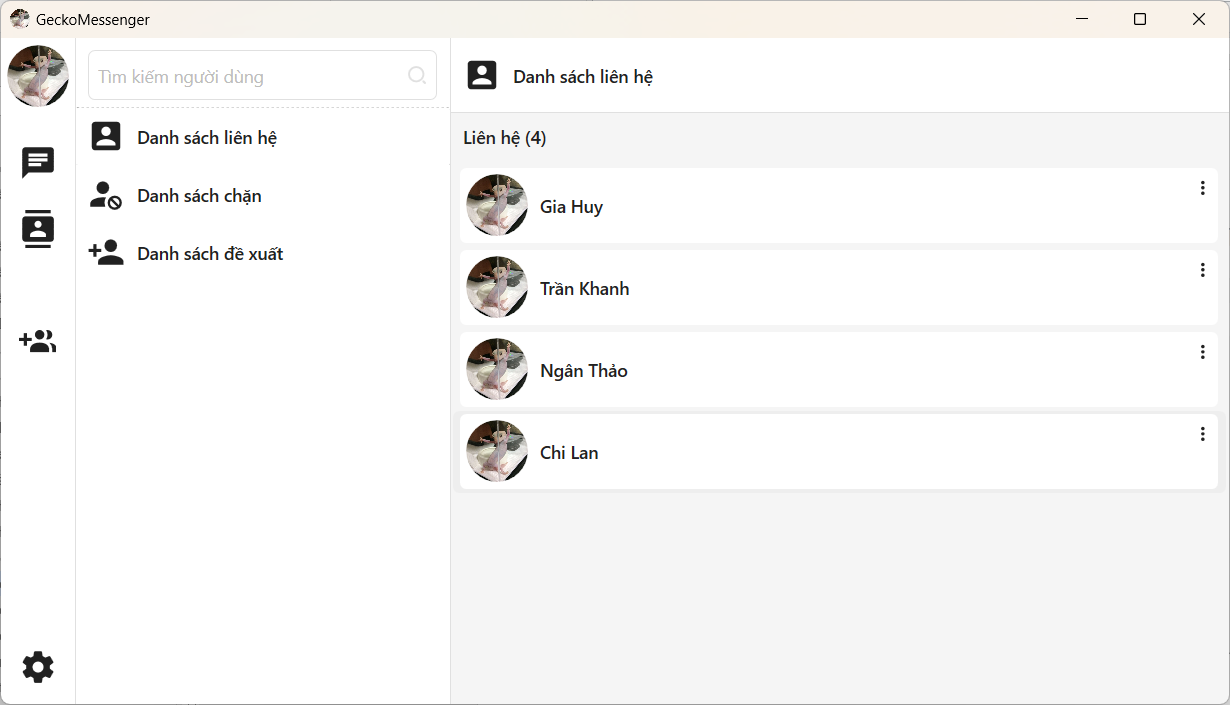 GeckoMessenger
Tìm kiếm người dùng
Danh sách liên hệ
Danh sách chặn
Danh sách đề xuất
Danh sách liên hệ
Liên hệ (4)
Gia Huy
Trần Khanh
Ngân Thảo
Chi Lan